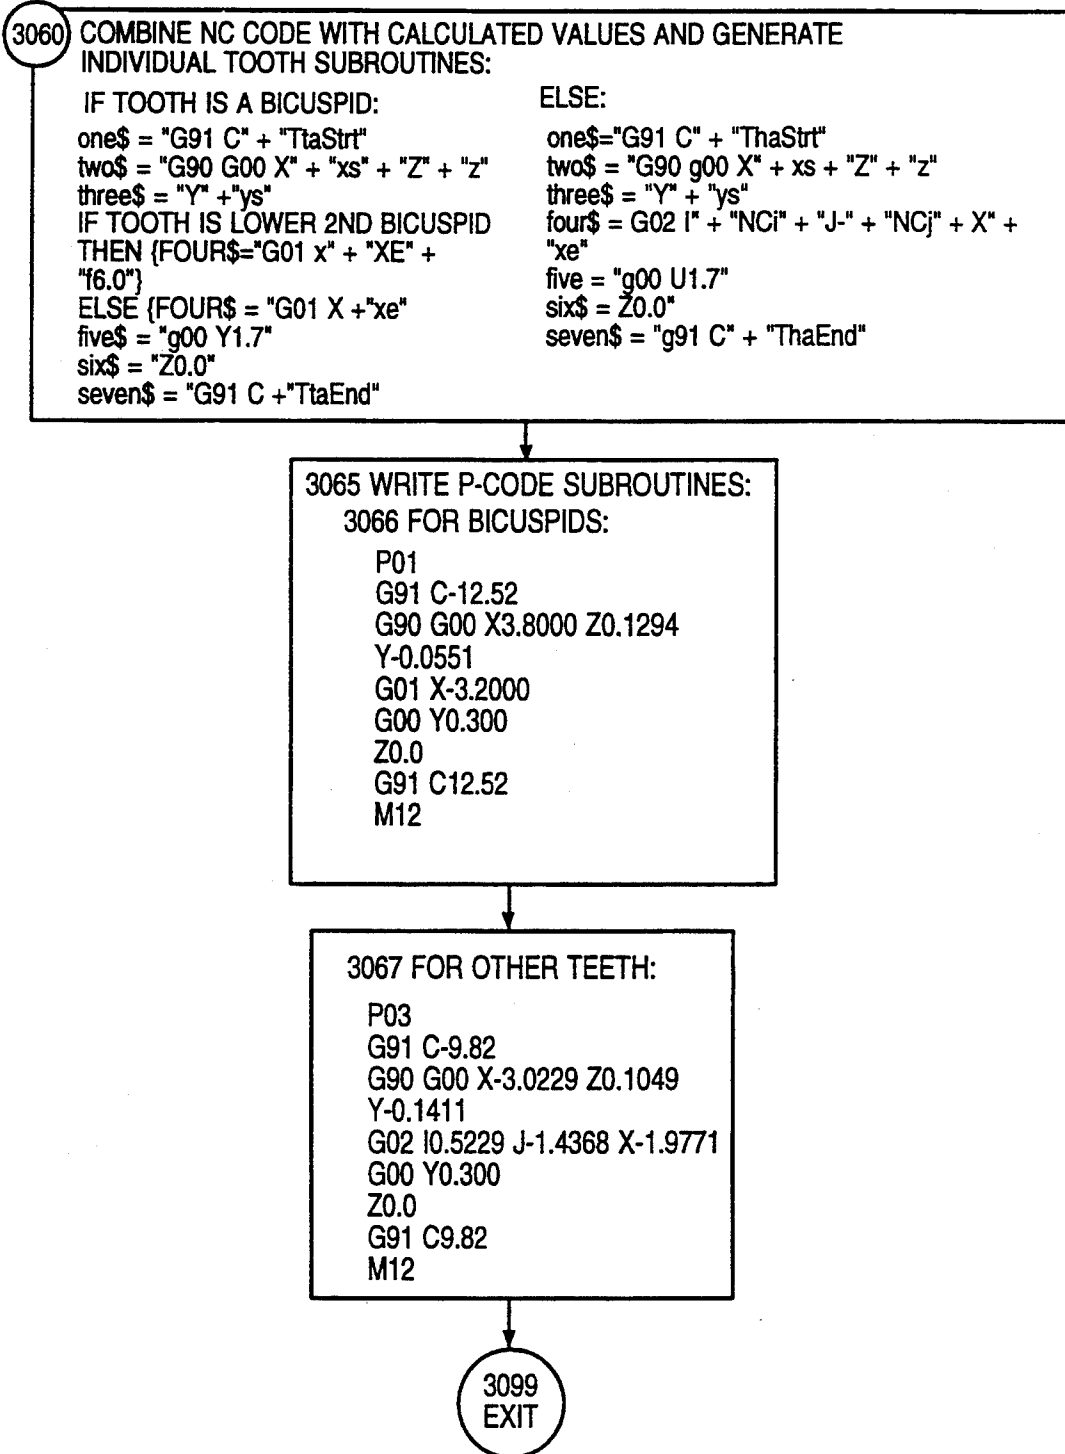 3060 COMBINE NC CODE WITH CALCULATED VALUES AND GENERATE
INDIVIDUAL TOOTH SUBROUTINES:
IF TOOTH IS A BICUSPID:
one$ = "G91 C" + "TtaStrt"
two$ = "G90 G00 X" + "xs" + "Z" + "z"
three$ = "Y" +"ys"
IF TOOTH IS LOWER 2ND BICUSPID
THEN {FOUR$="G01 x" + "XE" +
"f6.0"}
ELSE {FOUR$ = "G01 X +"xe"
five$ = "g00 Y1.7"
six$ = "Z0.0"
seven$ = "G91 C +"TtaEnd"
ELSE:
one$="G91 C" + "ThaStrt"
two$ = "G90 g00 X" + xs + "Z" + "z"
three$ = "Y" + "ys"
four$ = G02 I" + "NCi" + "J-" + "NCj" + X" +
"xe"
five = "g00 U1.7"
six$ = Z0.0"
seven$ = "g91 C" + "ThaEnd"
3065 WRITE P-CODE SUBROUTINES:
3066 FOR BICUSPIDS:
P01
G91 C-12.52
G90 G00 X3.8000 Z0.1294
Y-0.0551
G01 X-3.2000
G00 Y0.300
Z0.0
G91 C12.52
M12
3067 FOR OTHER TEETH:
P03
G91 C-9.82
G90 G00 X-3.0229 Z0.1049
Y-0.1411
G02 I0.5229 J-1.4368 X-1.9771
G00 Y0.300
Z0.0
G91 C9.82
M12
3099
EXIT